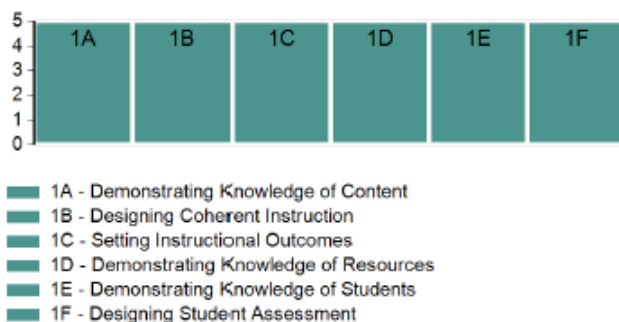 5
1A 1B 1C 1D 1E 1F
4
3
2
1
0
1A - Demonstrating Knowledge of Content
1B - Designing Coherent Instruction
1C - Setting Instructional Outcomes
1D - Demonstrating Knowledge of Resources
1E - Demonstrating Knowledge of Students
1F - Designing Student Assessment